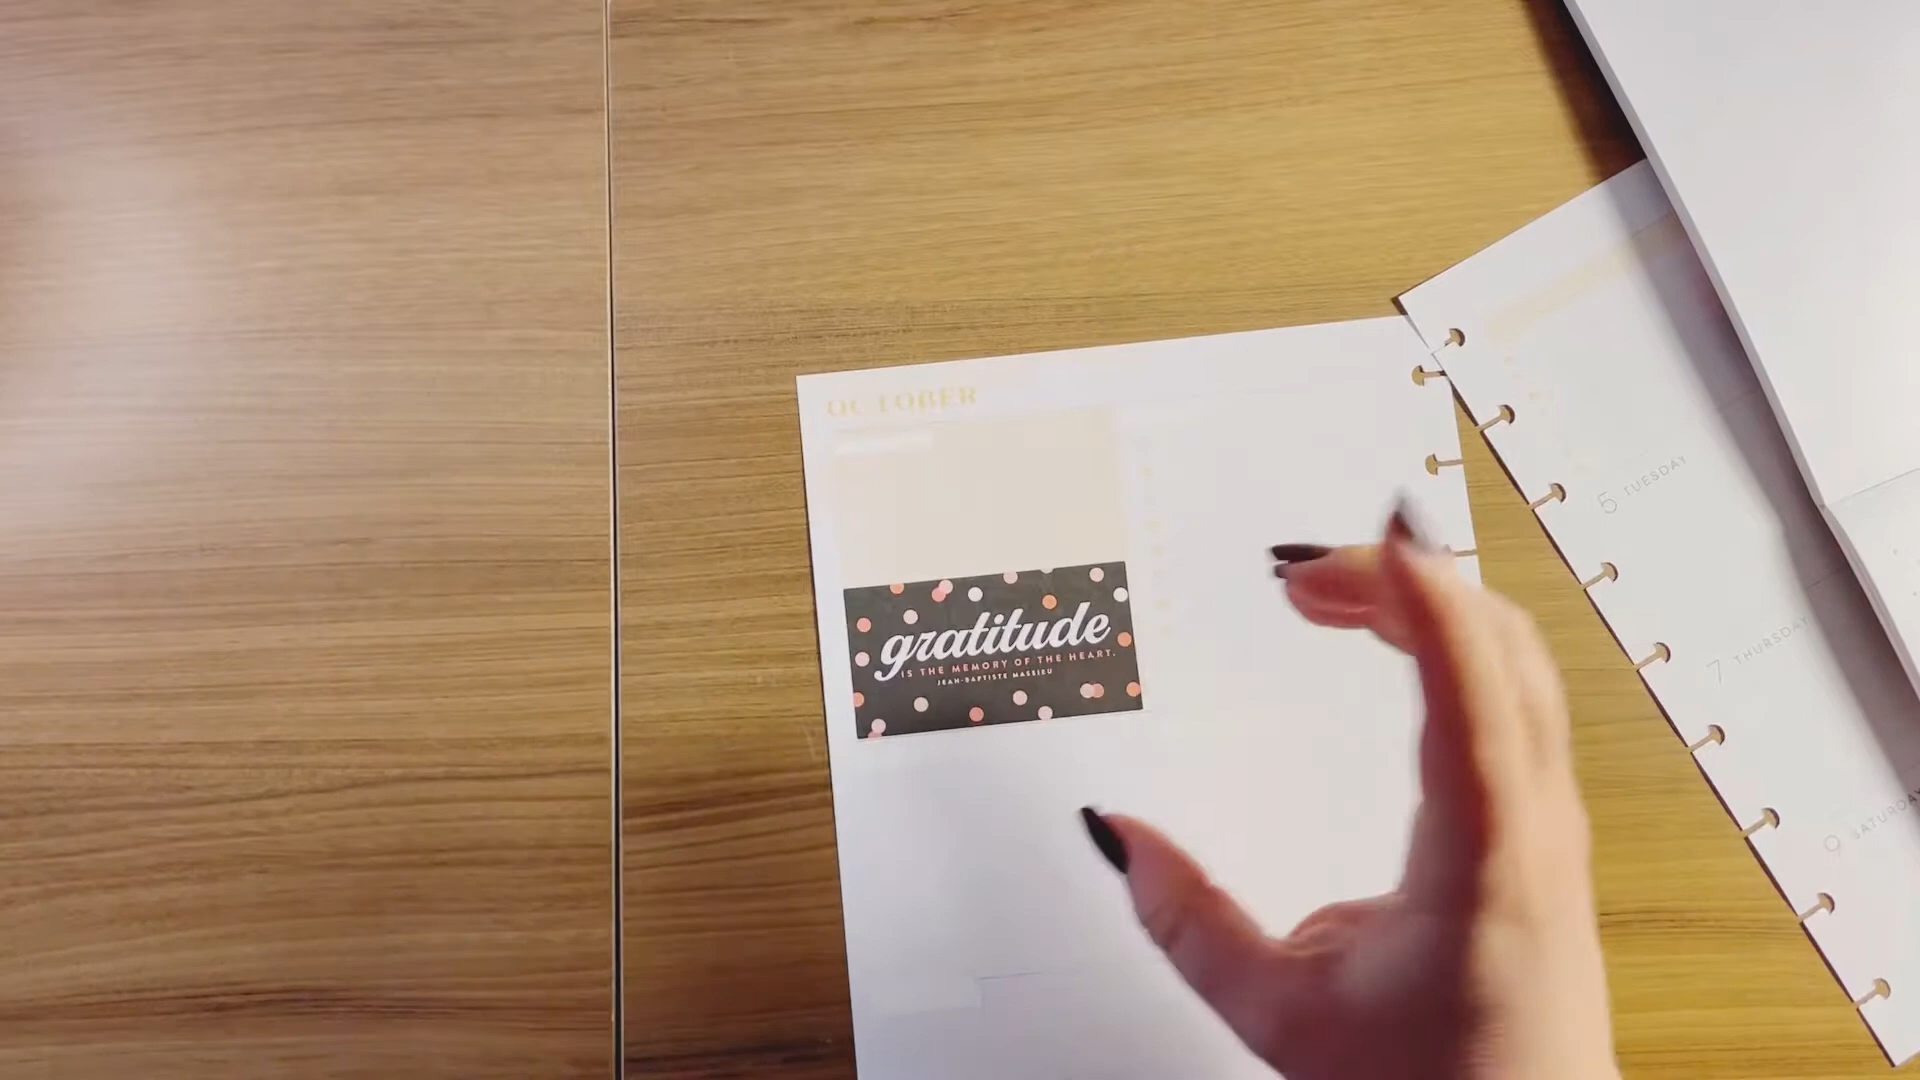 OCTOBER
gratitude
IS THE MEMORY OF THE HEART.
JEAN-BAPTISTE MASSIEU
5 TUESDAY
7 THURSDAY
9 SATURDAY